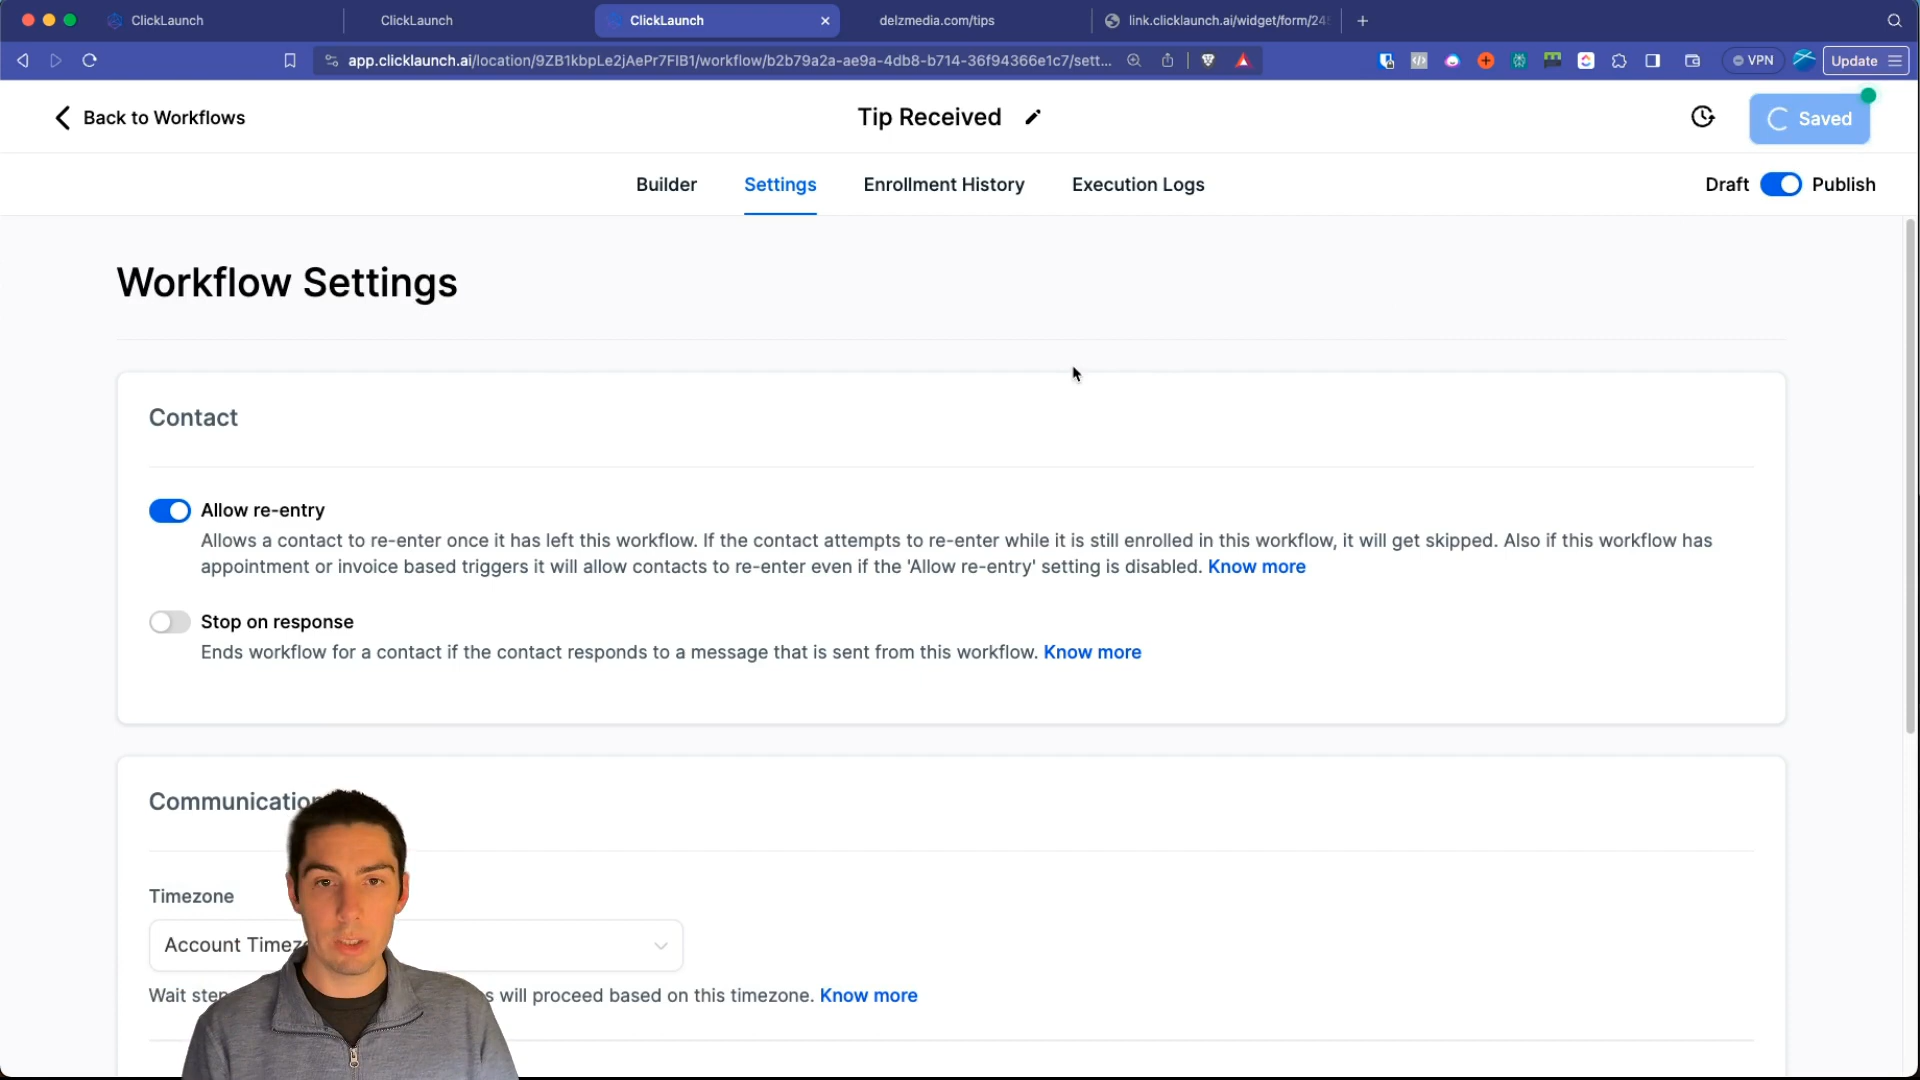 ClickLaunch
ClickLaunch
ClickLaunch
delzmedia.com/tips
link.clicklaunch.ai/widget/form/24
app.clicklaunch.ai/location/9ZB1kbpLe2jAePr7FIB1/workflow/b2b79a2a-ae9a-4db8-b714-36f94366e1c7/sett...
VPN
Update
Back to Workflows
Tip Received
Saved
Builder
Settings
Enrollment History
Execution Logs
Draft
Publish
Workflow Settings
Contact
Allow re-entry
Allows a contact to re-enter once it has left this workflow. If the contact attempts to re-enter while it is still enrolled in this workflow, it will get skipped. Also if this workflow has
appointment or invoice based triggers it will allow contacts to re-enter even if the 'Allow re-entry' setting is disabled. Know more
Stop on response
Ends workflow for a contact if the contact responds to a message that is sent from this workflow. Know more
Communication
Timezone
Account Timez
Wait step
s will proceed based on this timezone. Know more